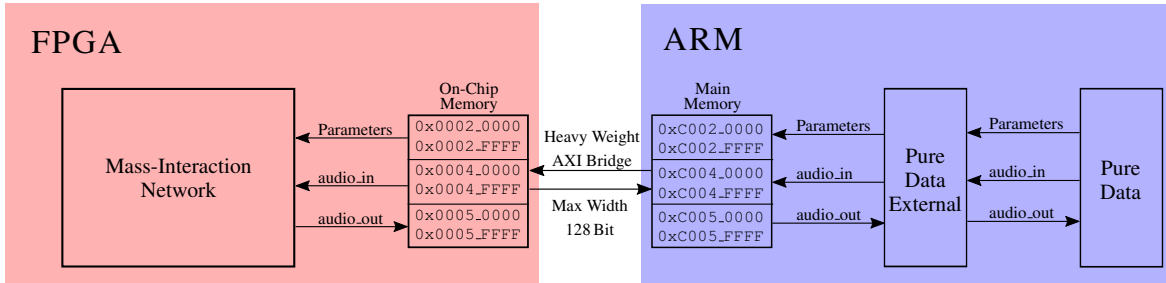 FPGA
Mass-Interaction
Network
Parameters
audio_in
audio_out
On-Chip
Memory
0x0002_0000
0x0002_FFFF
0x0004_0000
0x0004_FFFF
0x0005_0000
0x0005_FFFF
Heavy Weight
AXI Bridge
Max Width
128 Bit
ARM
Main
Memory
0xC002_0000
0xC002_FFFF
0xC004_0000
0xC004_FFFF
0xC005_0000
0xC005_FFFF
Parameters
audio_in
audio_out
Pure
Data
External
Parameters
audio_in
audio_out
Pure
Data